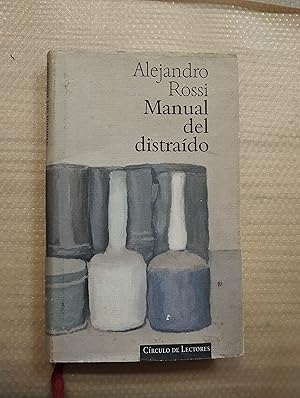 Alejandro
Rossi
Manual
del
distraído
CÍRCULO DE LECTORES